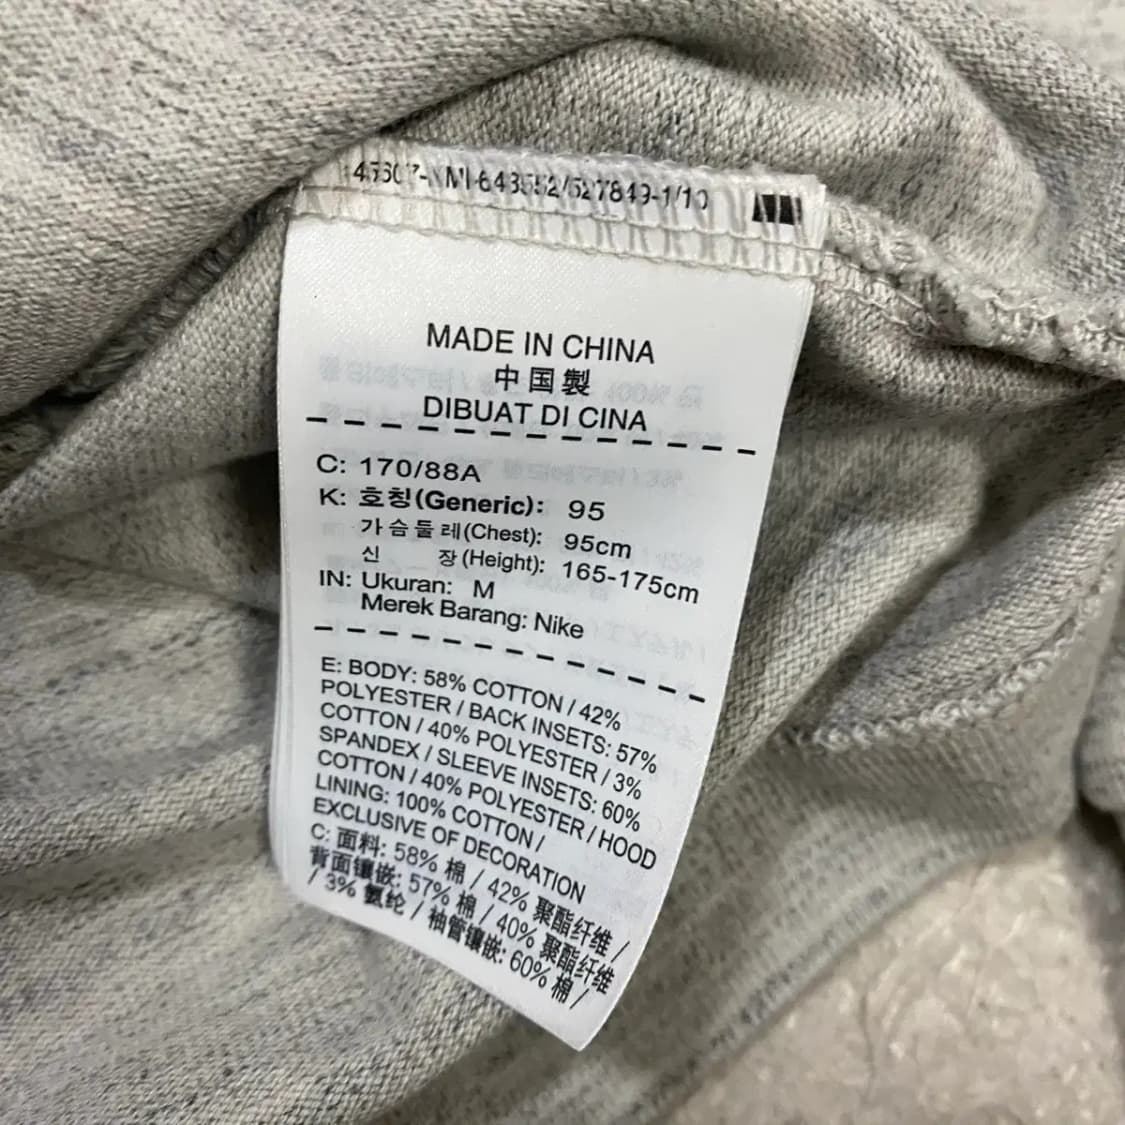 MADE IN CHINA
中国製
DIBUAT DI CINA
C: 170/88A
K: 호칭(Generic): 95
가슴둘레(Chest): 95cm
신 장(Height): 165-175cm
IN: Ukuran: M
Merek Barang: Nike
E: BODY: 58% COTTON / 42%
POLYESTER / BACK INSETS: 57%
COTTON / 40% POLYESTER / 3%
SPANDEX / SLEEVE INSETS: 60%
COTTON / 40% POLYESTER / HOOD
LINING: 100% COTTON /
EXCLUSIVE OF DECORATION
C: 面料: 58% 棉 / 42% 聚酯纤维 /
背面镶嵌: 57% 棉 / 40% 聚酯纤维
/ 3% 氨纶 / 袖管镶嵌: 60% 棉 /